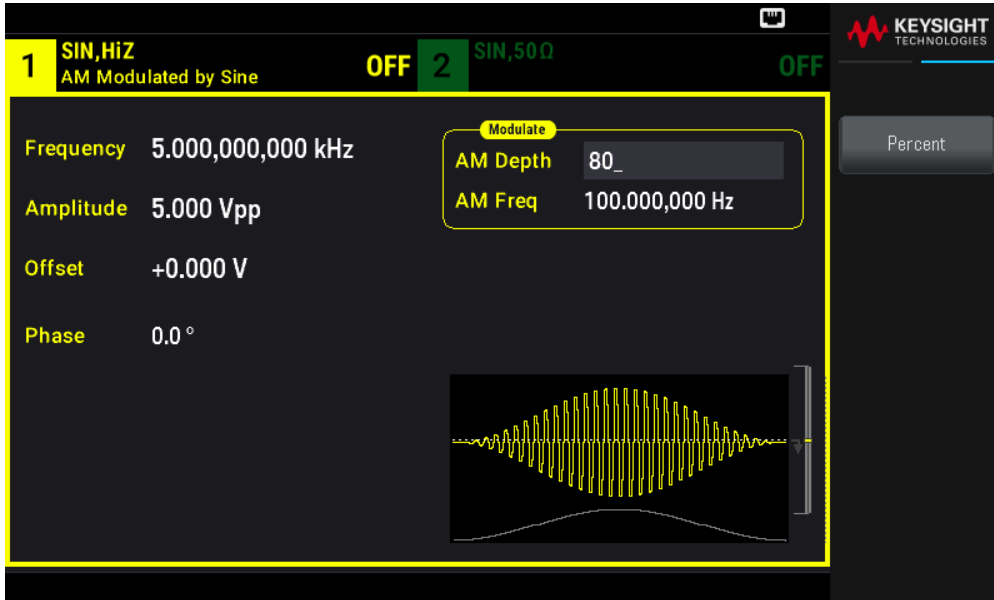 KEYSIGHT
TECHNOLOGIES
1 SIN,HiZ
AM Modulated by Sine OFF
2 SIN,50Ω OFF
Frequency 5.000,000,000 kHz
Amplitude 5.000 Vpp
Offset +0.000 V
Phase 0.0 °
Modulate
AM Depth 80_
AM Freq 100.000,000 Hz
Percent